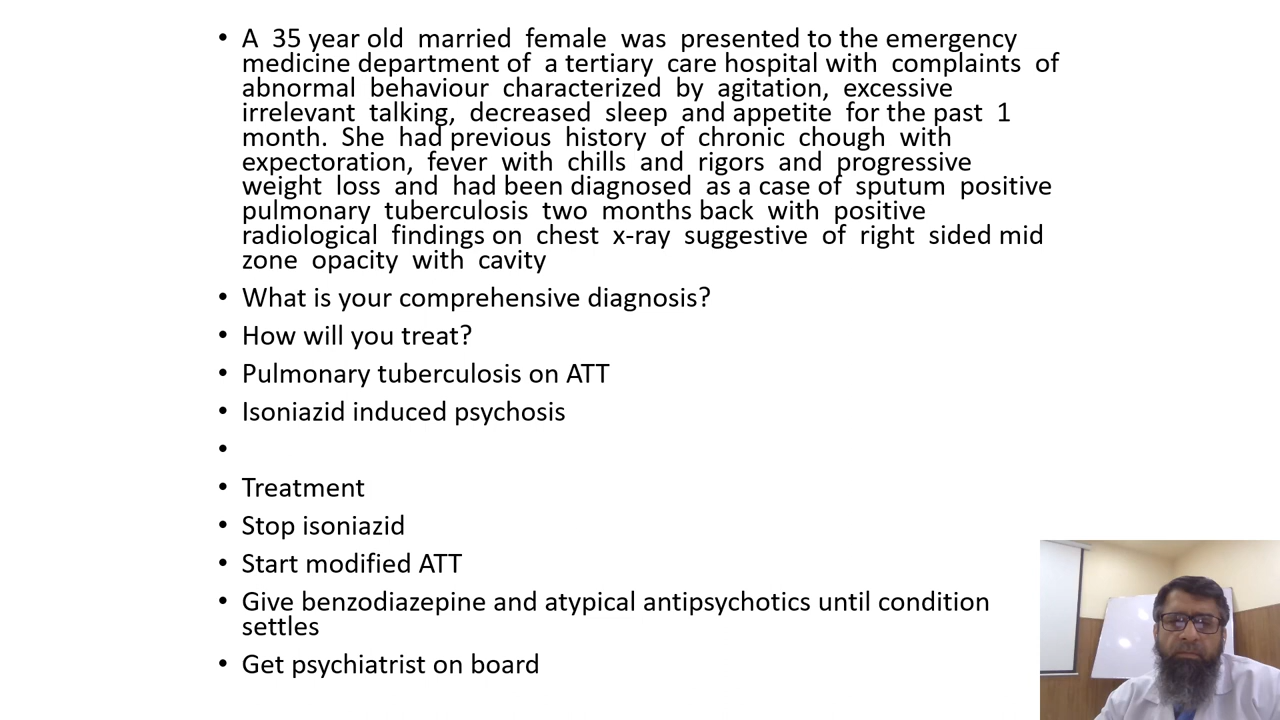 • A 35 year old married female was presented to the emergency
medicine department of a tertiary care hospital with complaints of
abnormal behaviour characterized by agitation, excessive
irrelevant talking, decreased sleep and appetite for the past 1
month. She had previous history of chronic chough with
expectoration, fever with chills and rigors and progressive
weight loss and had been diagnosed as a case of sputum positive
pulmonary tuberculosis two months back with positive
radiological findings on chest x-ray suggestive of right sided mid
zone opacity with cavity
• What is your comprehensive diagnosis?
• How will you treat?
• Pulmonary tuberculosis on ATT
• Isoniazid induced psychosis
•
• Treatment
• Stop isoniazid
• Start modified ATT
• Give benzodiazepine and atypical antipsychotics until condition
settles
• Get psychiatrist on board